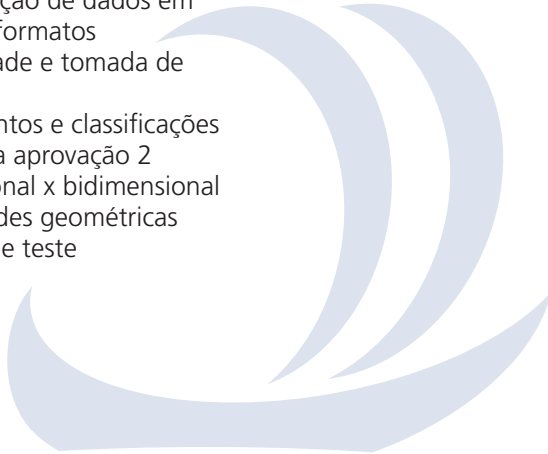 ção de dados em
formatos
ade e tomada de
ntos e classificações
a aprovação 2
onal x bidimensional
des geométricas
e teste